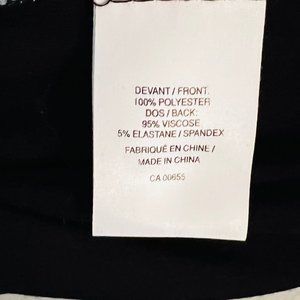 DEVANT / FRONT:
100% POLYESTER
DOS / BACK:
95% VISCOSE
5% ELASTANE / SPANDEX
FABRIQUÉ EN CHINE /
MADE IN CHINA
CA 00655